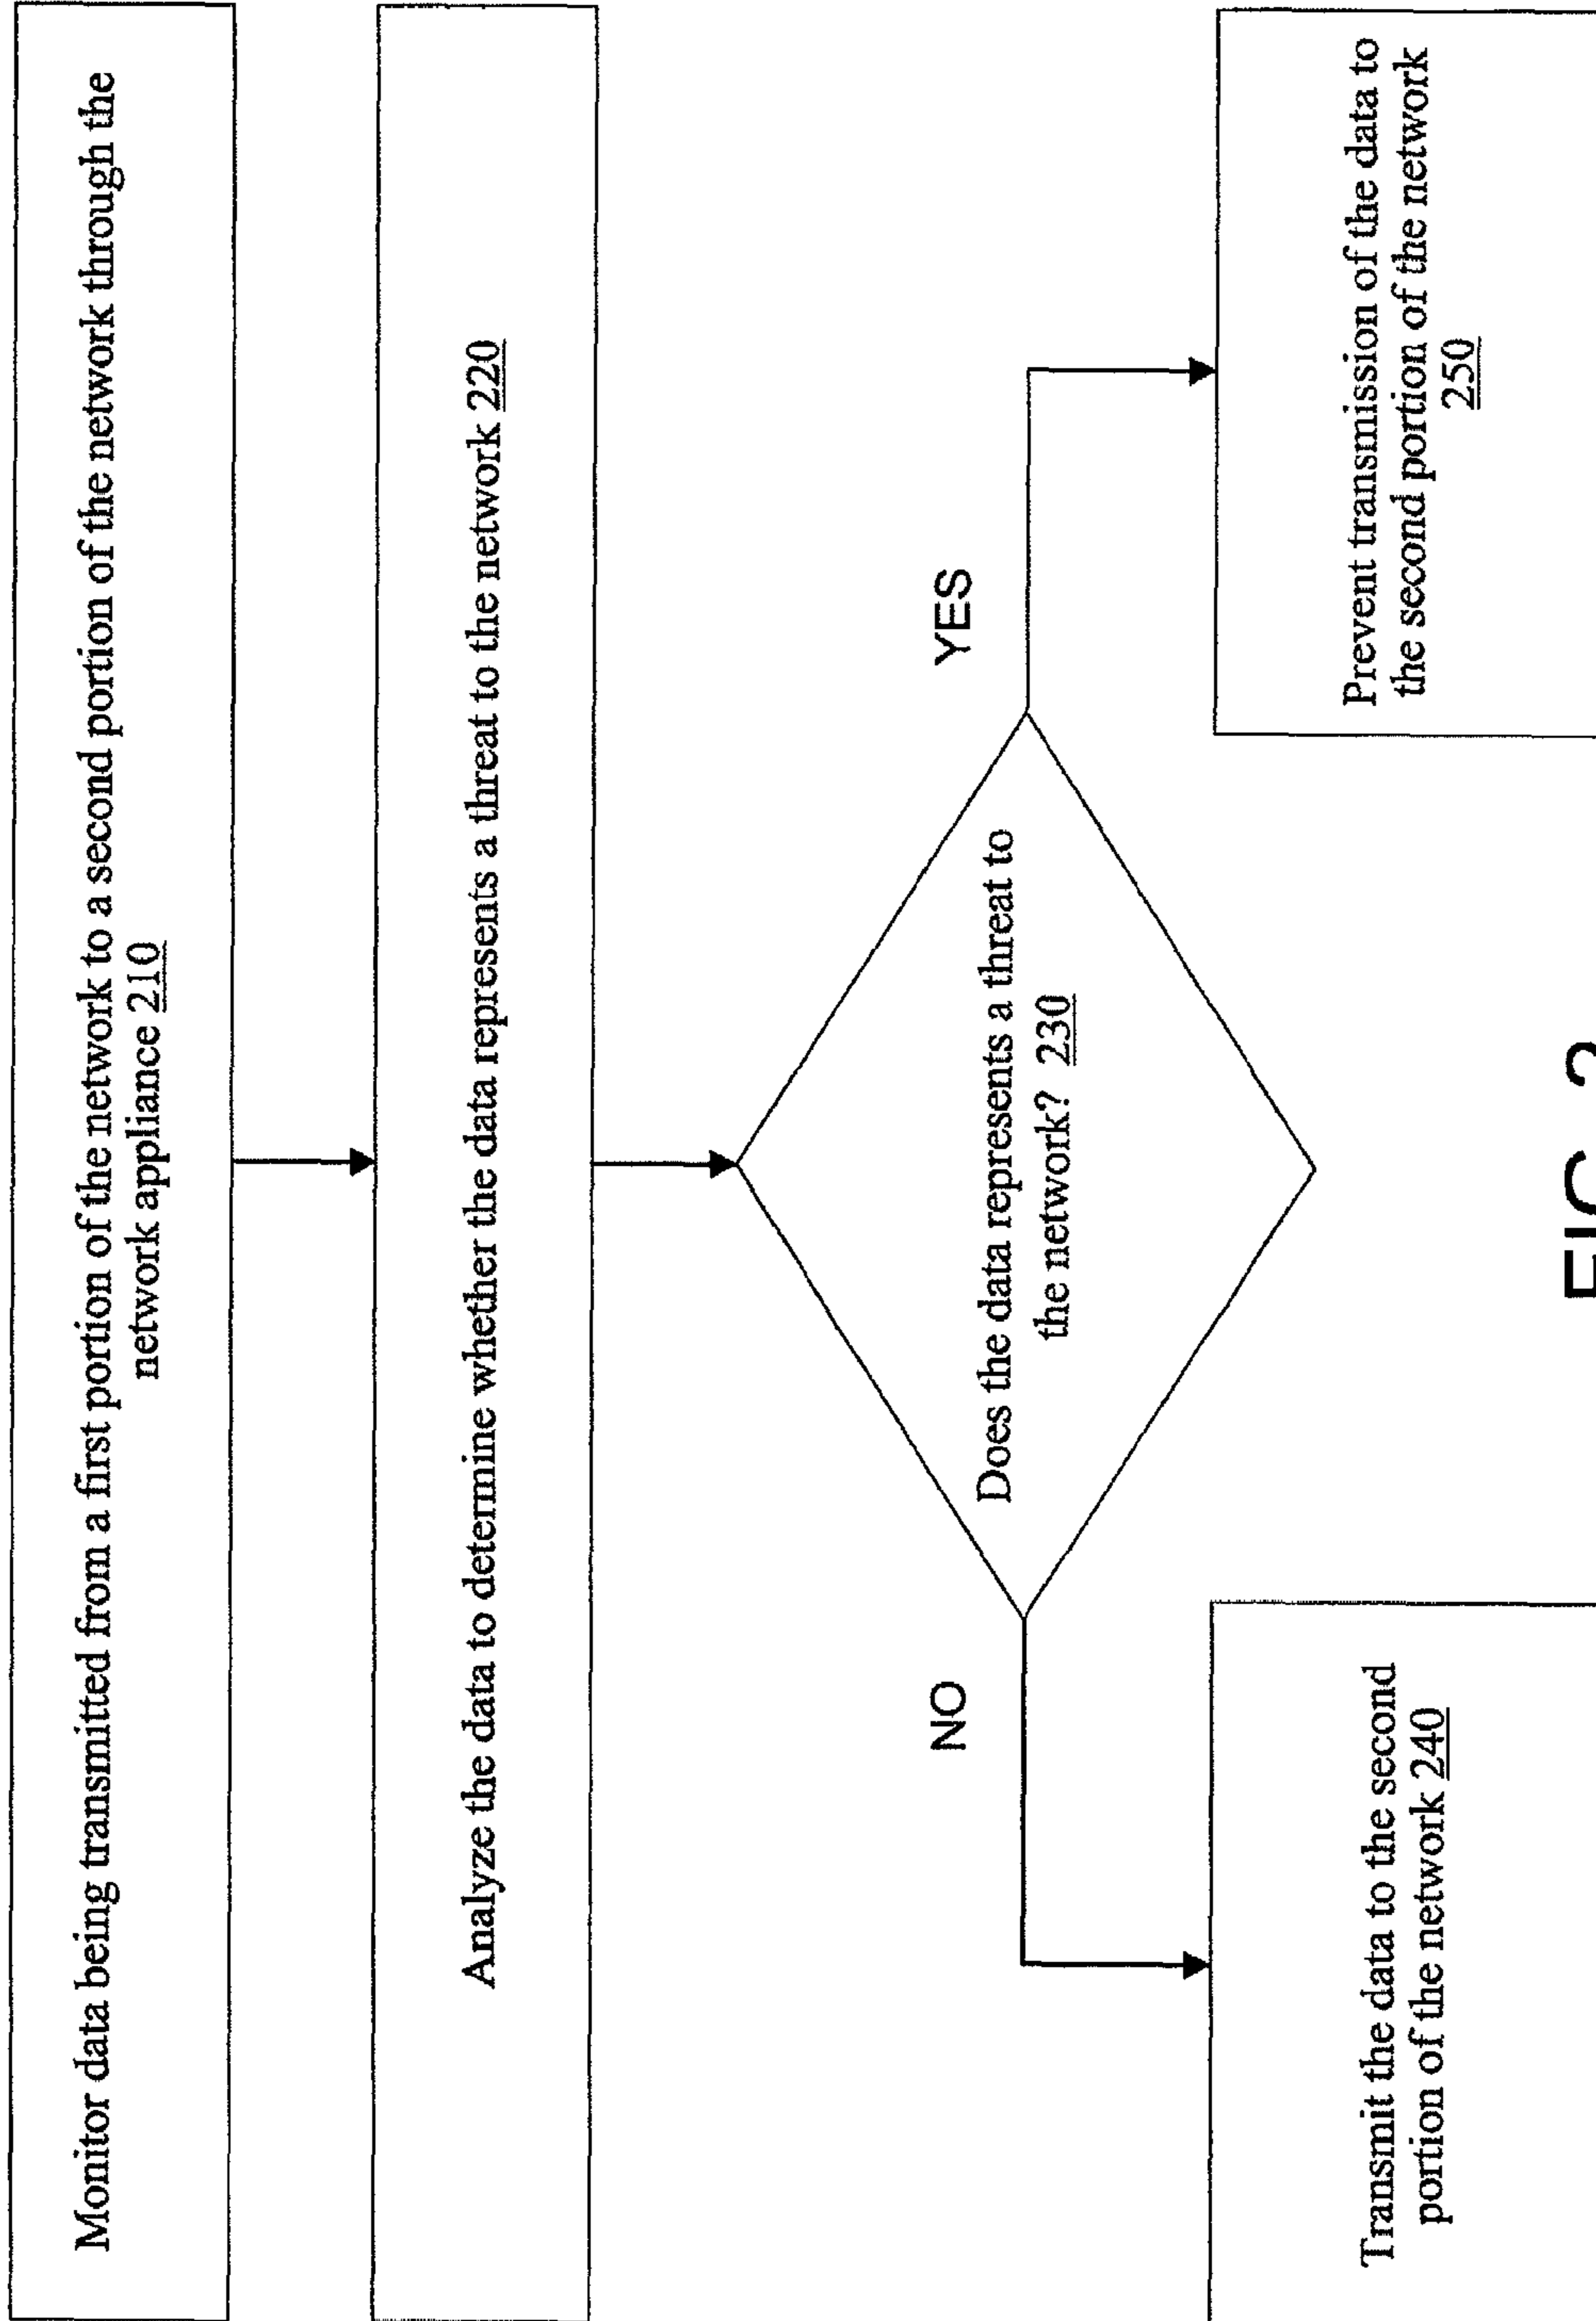 Monitor data being transmitted from a first portion of the network to a second portion of the network through the
network appliance 210
Analyze the data to determine whether the data represents a threat to the network 220
Does the data represents a threat to
the network? 230
NO
YES
Transmit the data to the second
portion of the network 240
Prevent transmission of the data to
the second portion of the network
250